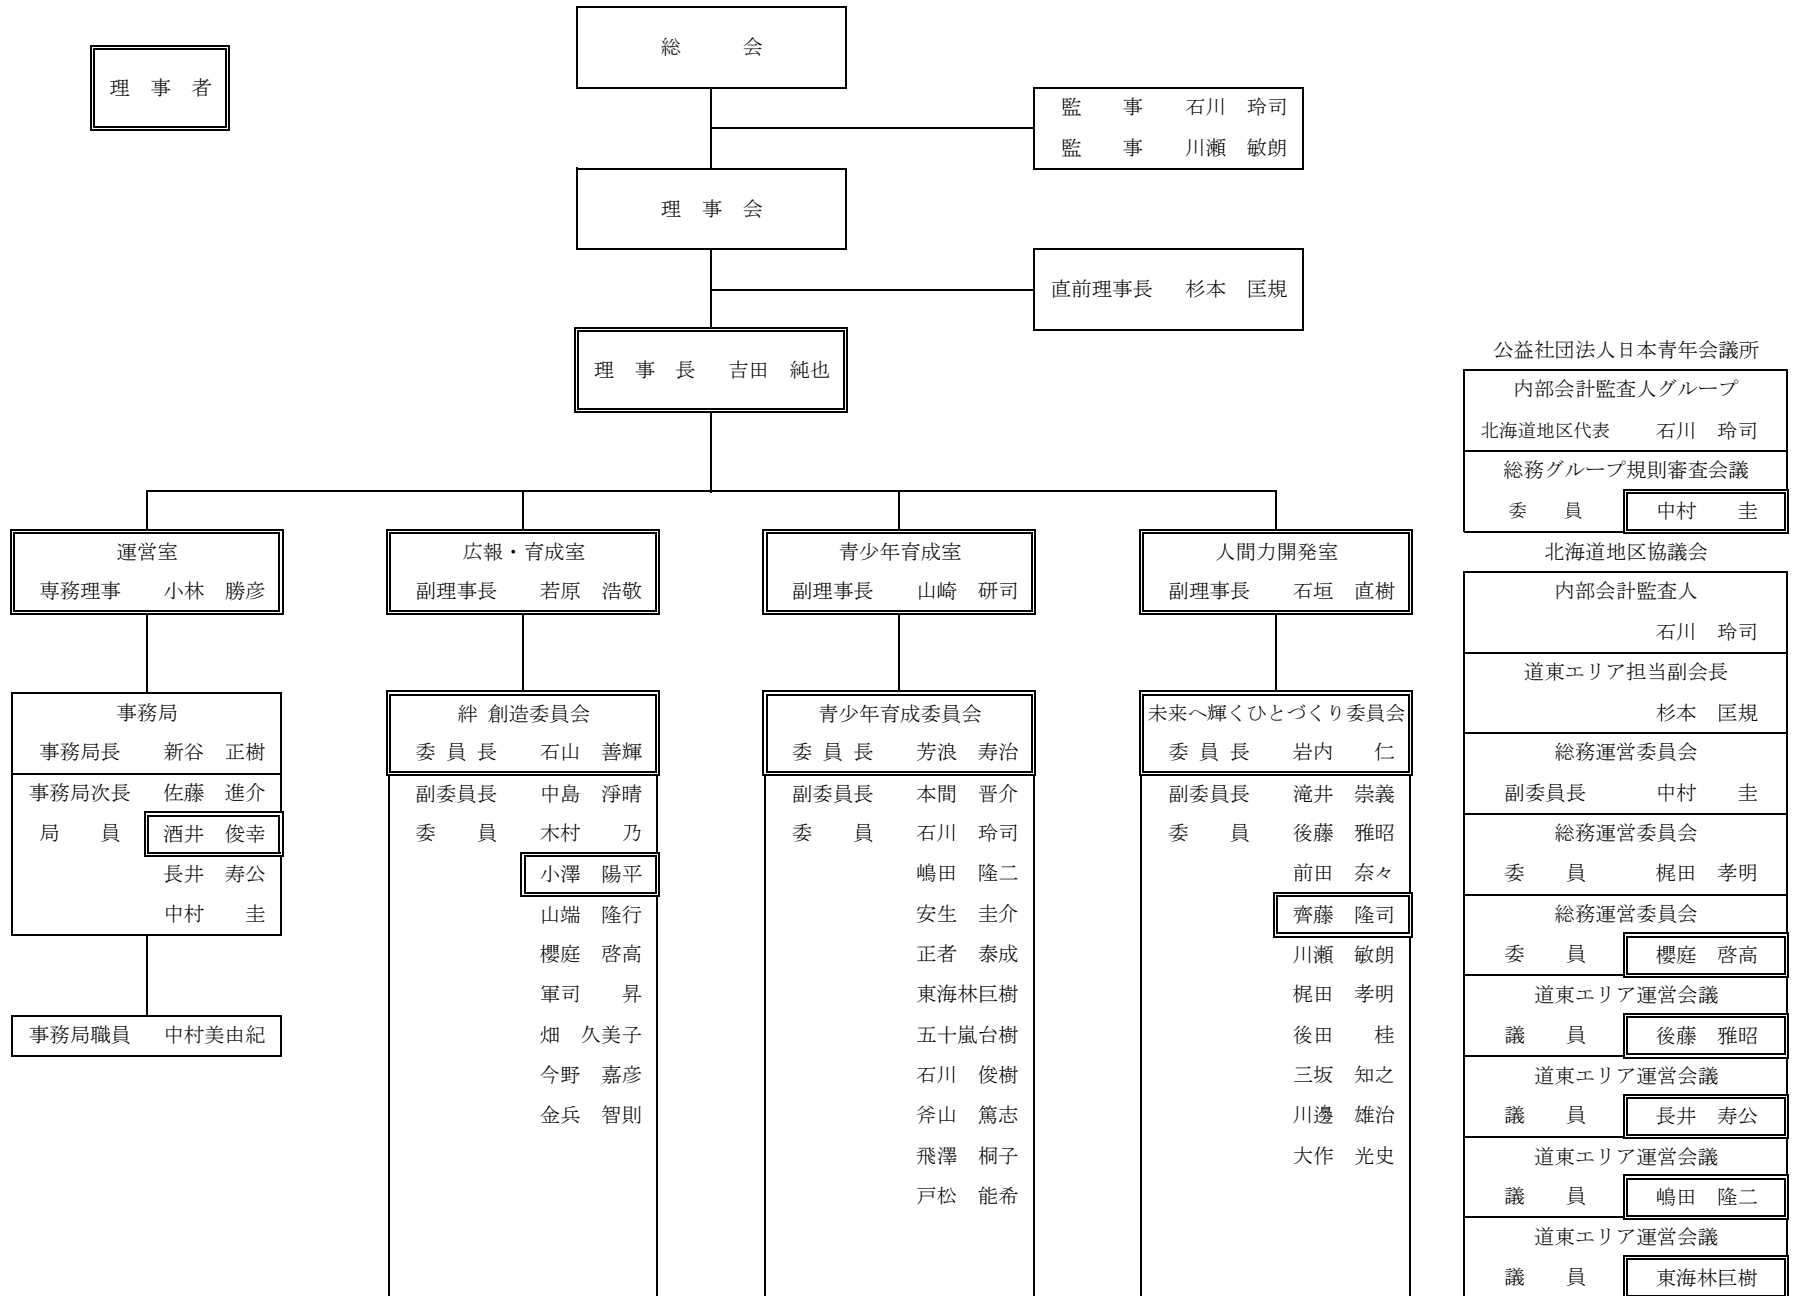 総　　会
理　事　者
監　　事　　石川　玲司
監　　事　　川瀬　敏朗
理　事　会
直前理事長　杉本　匡規
理　事　長　吉田　純也
運営室
専務理事　小林　勝彦
事務局
事務局長　新谷　正樹
事務局次長　佐藤　進介
局　　員　酒井　俊幸
長井　寿公
中村　　圭
事務局職員　中村美由紀
広報・育成室
副理事長　若原　浩敬
絆 創造委員会
委 員 長　石山　善輝
副委員長　中島　淨晴
委　　員　木村　　乃
小澤　陽平
山端　隆行
櫻庭　啓高
軍司　　昇
畑　久美子
今野　嘉彦
金兵　智則
青少年育成室
副理事長　山崎　研司
青少年育成委員会
委 員 長　芳浪　寿治
副委員長　本間　晋介
委　　員　石川　玲司
嶋田　隆二
安生　圭介
正者　泰成
東海林巨樹
五十嵐台樹
石川　俊樹
斧山　篤志
飛澤　桐子
戸松　能希
人間力開発室
副理事長　石垣　直樹
未来へ輝くひとづくり委員会
委 員 長　岩内　　仁
副委員長　滝井　崇義
委　　員　後藤　雅昭
前田　奈々
齊藤　隆司
川瀬　敏朗
梶田　孝明
後田　　桂
三坂　知之
川邊　雄治
大作　光史
公益社団法人日本青年会議所
内部会計監査人グループ
北海道地区代表　石川　玲司
総務グループ規則審査会議
委　　員　中村　　圭
北海道地区協議会
内部会計監査人
石川　玲司
道東エリア担当副会長
杉本　匡規
総務運営委員会
副委員長　中村　　圭
総務運営委員会
委　　員　梶田　孝明
総務運営委員会
委　　員　櫻庭　啓高
道東エリア運営会議
議　　員　後藤　雅昭
道東エリア運営会議
議　　員　長井　寿公
道東エリア運営会議
議　　員　嶋田　隆二
道東エリア運営会議
議　　員　東海林巨樹